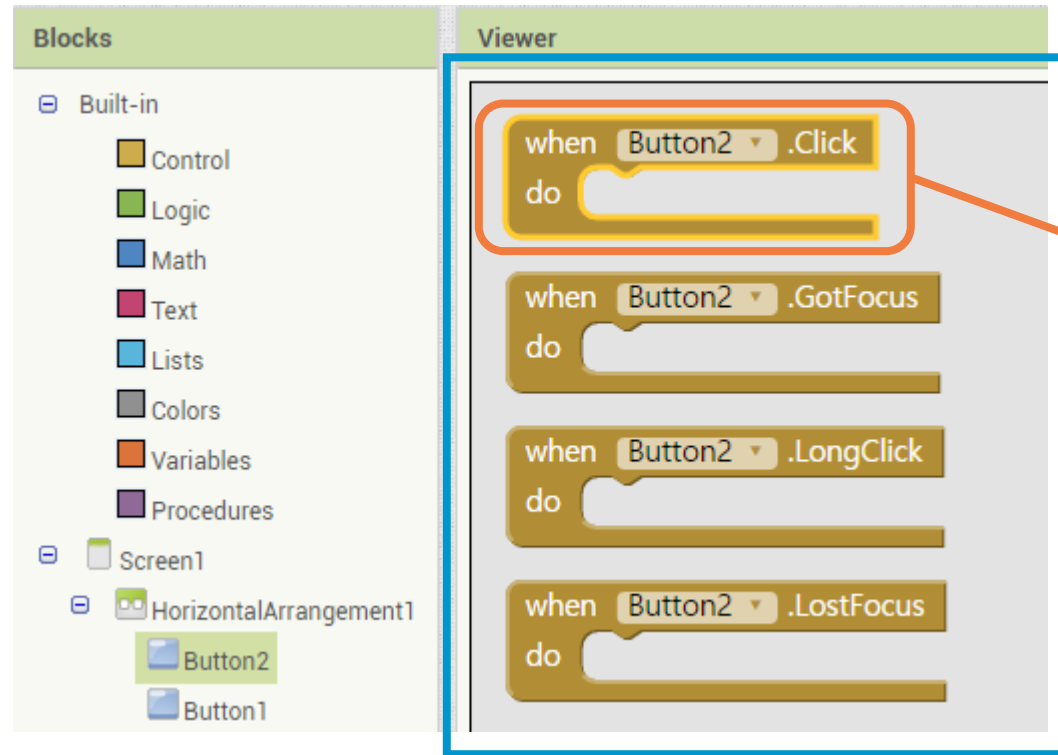 Blocks
Built-in
Control
Logic
Math
Text
Lists
Colors
Variables
Procedures
Screen1
HorizontalArrangement1
Button2
Button1
Viewer
when Button2 .Click
do
when Button2 .GotFocus
do
when Button2 .LongClick
do
when Button2 .LostFocus
do